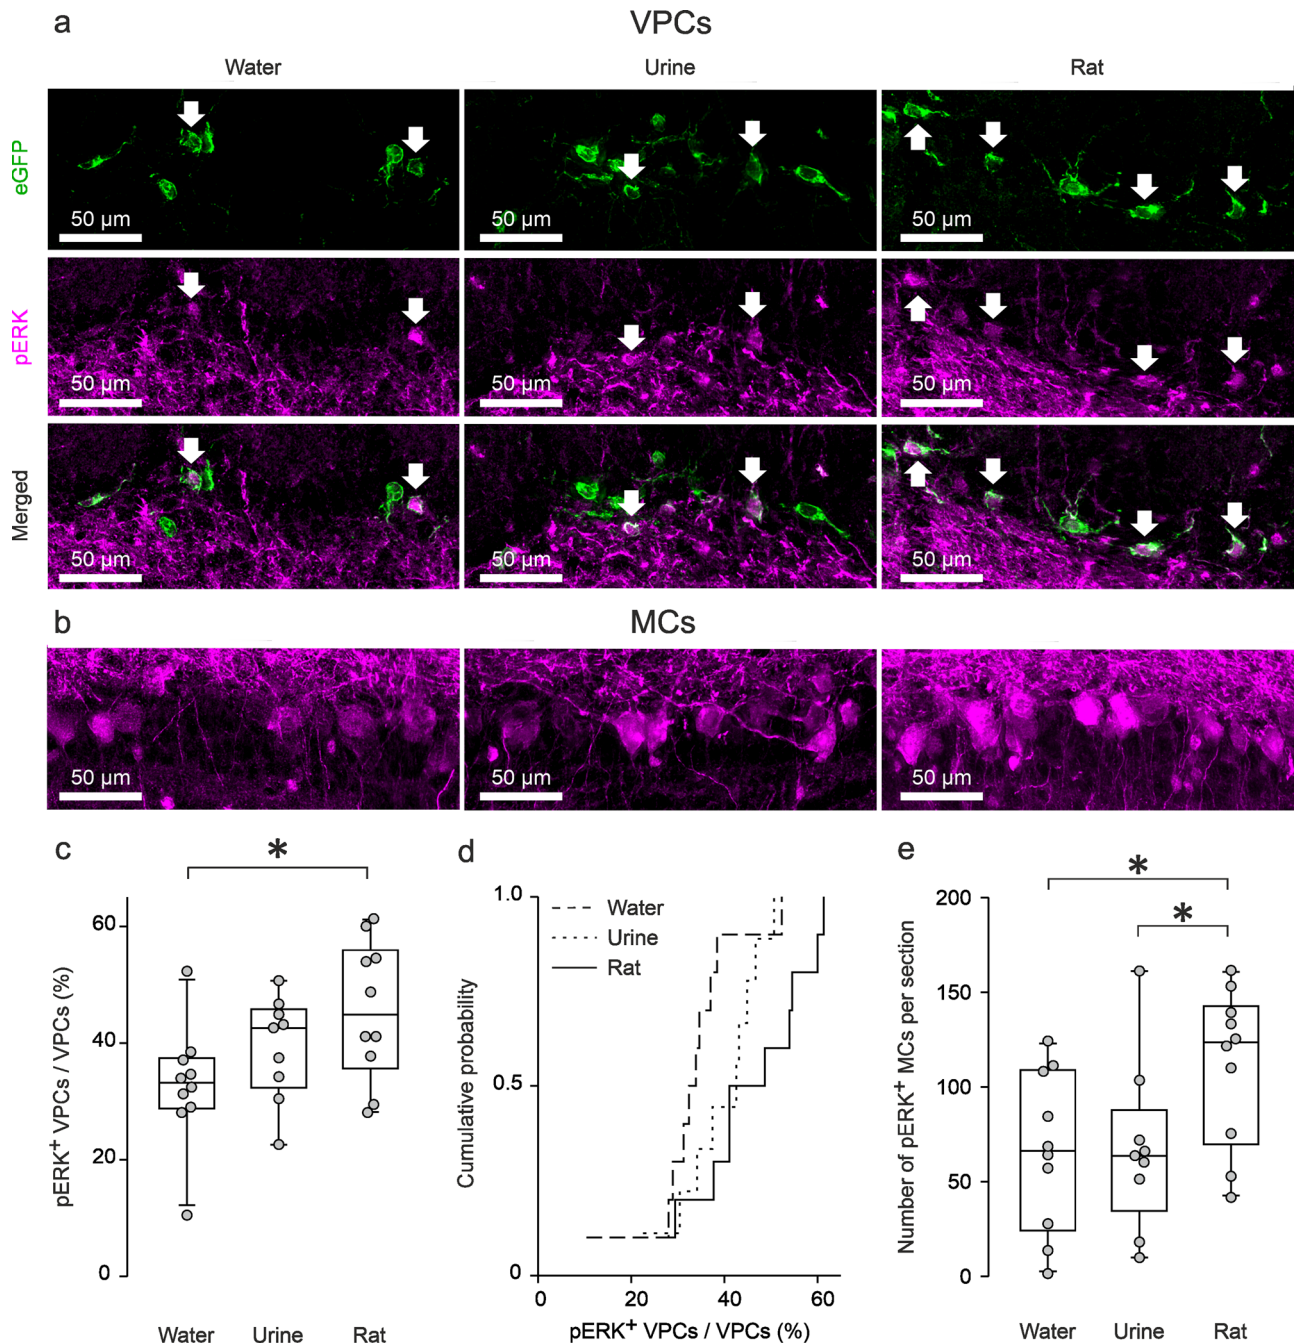 a
VPCs
Water Urine Rat
eGFP
50 µm 50 µm 50 µm
pERK
50 µm 50 µm 50 µm
Merged
50 µm 50 µm 50 µm
b
MCs
50 µm 50 µm 50 µm
c
*
pERK+ VPCs / VPCs (%)
60
40
20
0
Water Urine Rat
d
Cumulative probability
1.0
0.5
0
Water
Urine
Rat
0 20 40 60
pERK+ VPCs / VPCs (%)
e
*
*
Number of pERK+ MCs per section
200
150
100
50
0
Water Urine Rat